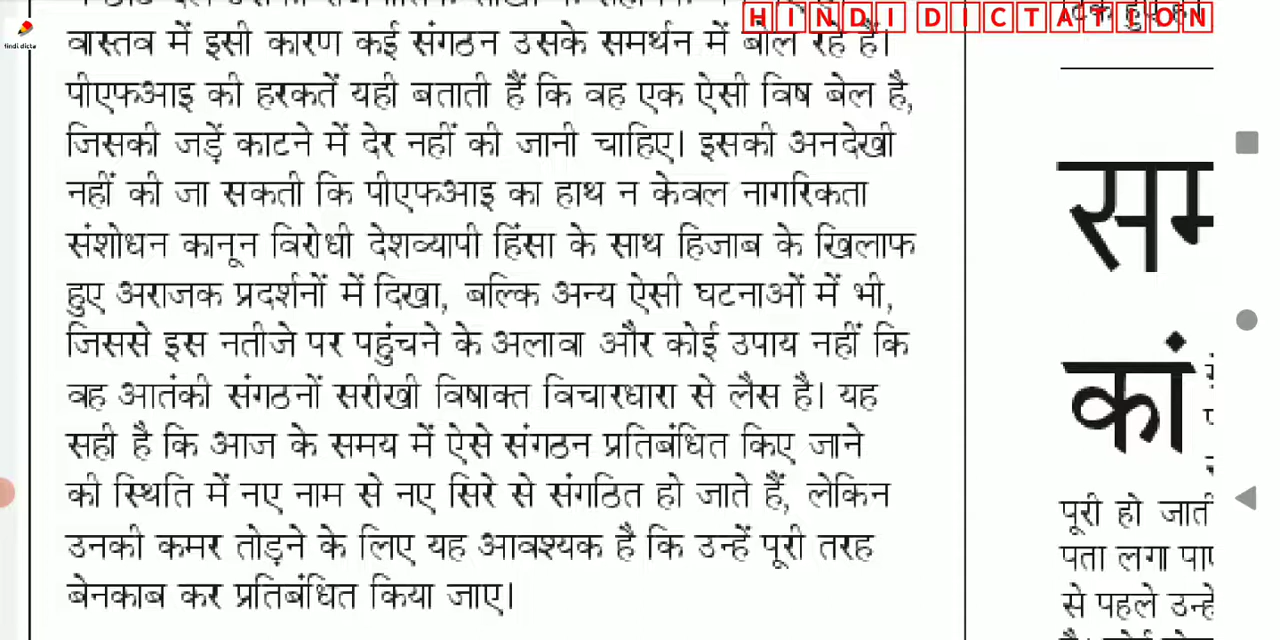 HINDI DICTATION
findi dicta
वास्तव में इसी कारण कई संगठन उसके समर्थन में बोल रहे हैं।
पीएफआइ की हरकतें यही बताती हैं कि वह एक ऐसी विष बेल है,
जिसकी जड़ें काटने में देर नहीं की जानी चाहिए। इसकी अनदेखी
नहीं की जा सकती कि पीएफआइ का हाथ न केवल नागरिकता
संशोधन कानून विरोधी देशव्यापी हिंसा के साथ हिजाब के खिलाफ
हुए अराजक प्रदर्शनों में दिखा, बल्कि अन्य ऐसी घटनाओं में भी,
जिससे इस नतीजे पर पहुंचने के अलावा और कोई उपाय नहीं कि
वह आतंकी संगठनों सरीखी विषाक्त विचारधारा से लैस है। यह
सही है कि आज के समय में ऐसे संगठन प्रतिबंधित किए जाने
की स्थिति में नए नाम से नए सिरे से संगठित हो जाते हैं, लेकिन
उनकी कमर तोड़ने के लिए यह आवश्यक है कि उन्हें पूरी तरह
बेनकाब कर प्रतिबंधित किया जाए।
सम
कां
पूरी हो जाती
पता लगा पाए
से पहले उन्हें